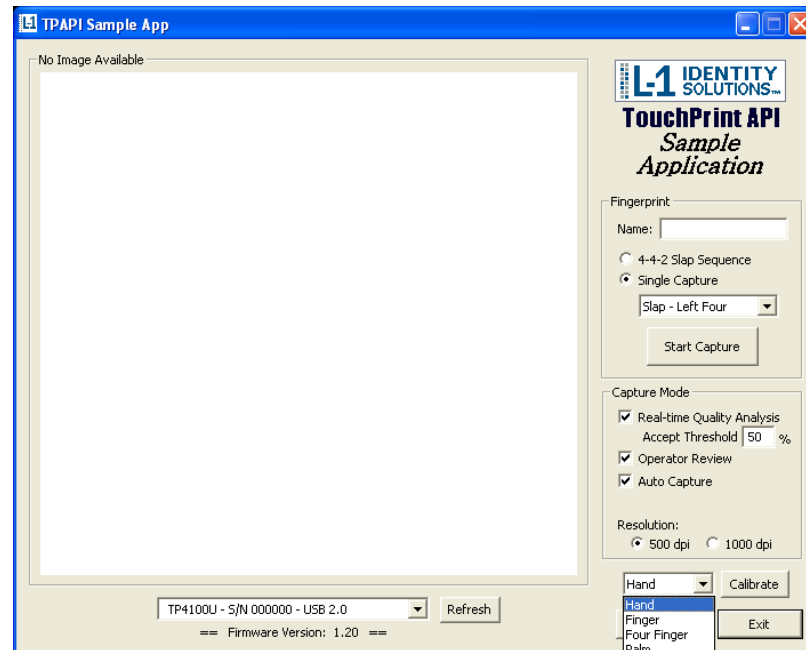 L1 TPAPI Sample App
No Image Available
L-1 IDENTITY SOLUTIONS™
TouchPrint API
Sample
Application
Fingerprint
Name:
4-4-2 Slap Sequence
Single Capture
Slap - Left Four
Start Capture
Capture Mode
Real-time Quality Analysis
Accept Threshold 50 %
Operator Review
Auto Capture
Resolution:
500 dpi 1000 dpi
Hand Calibrate
Hand
Finger
Four Finger
Palm
Exit
TP4100U - S/N 000000 - USB 2.0 Refresh
== Firmware Version: 1.20 ==